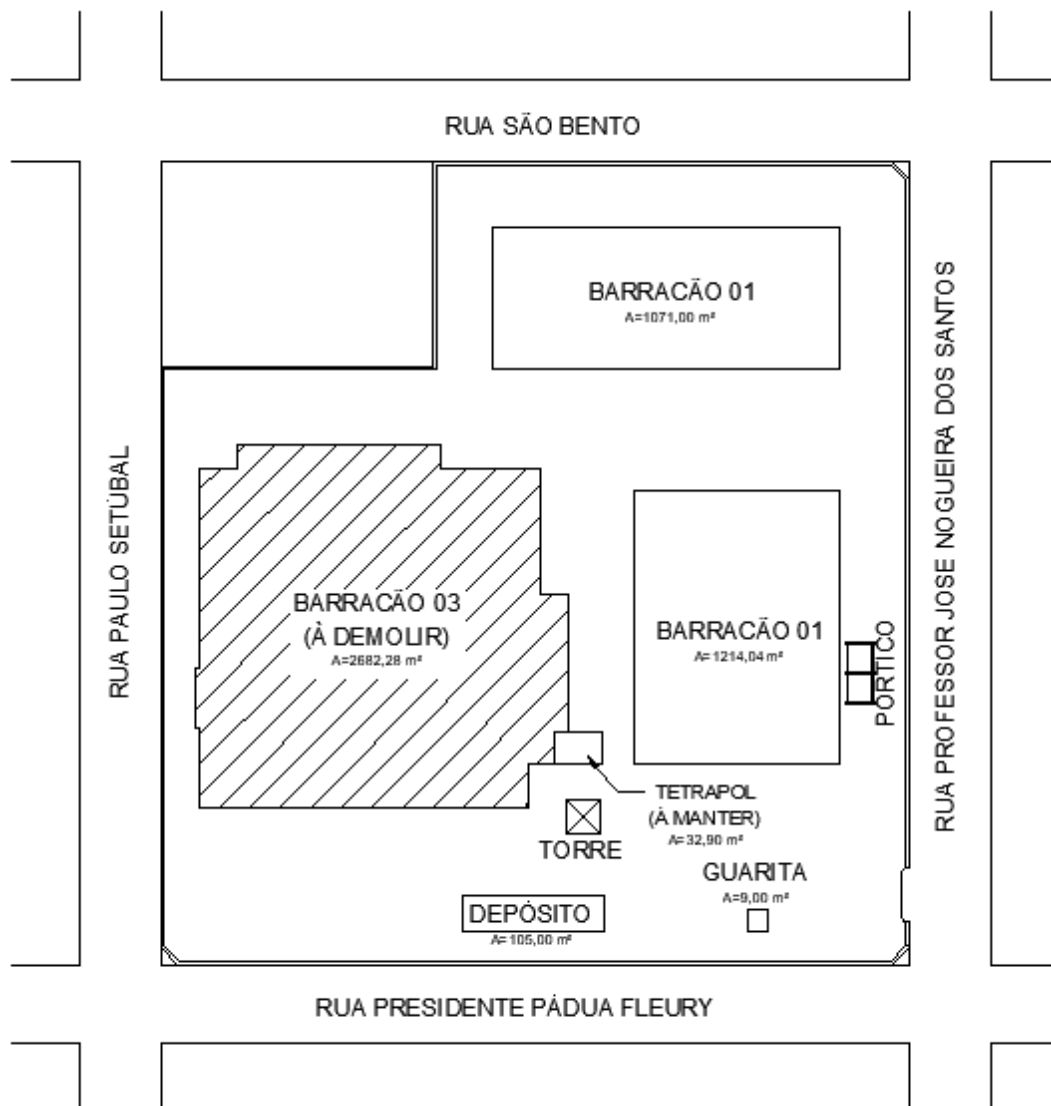 RUA SÃO BENTO
BARRACÃO 01
A=1071,00 m²
RUA PROFESSOR JOSE NOGUEIRA DOS SANTOS
RUA PAULO SETÚBAL
BARRACÃO 03
(À DEMOLIR)
A=2682,28 m²
BARRACÃO 01
A=1214,04 m²
PÓRTICO
TETRAPOL
(À MANTER)
A=32,90 m²
TORRE
GUARITA
A=9,00 m²
DEPÓSITO
A=105,00 m²
RUA PRESIDENTE PÁDUA FLEURY